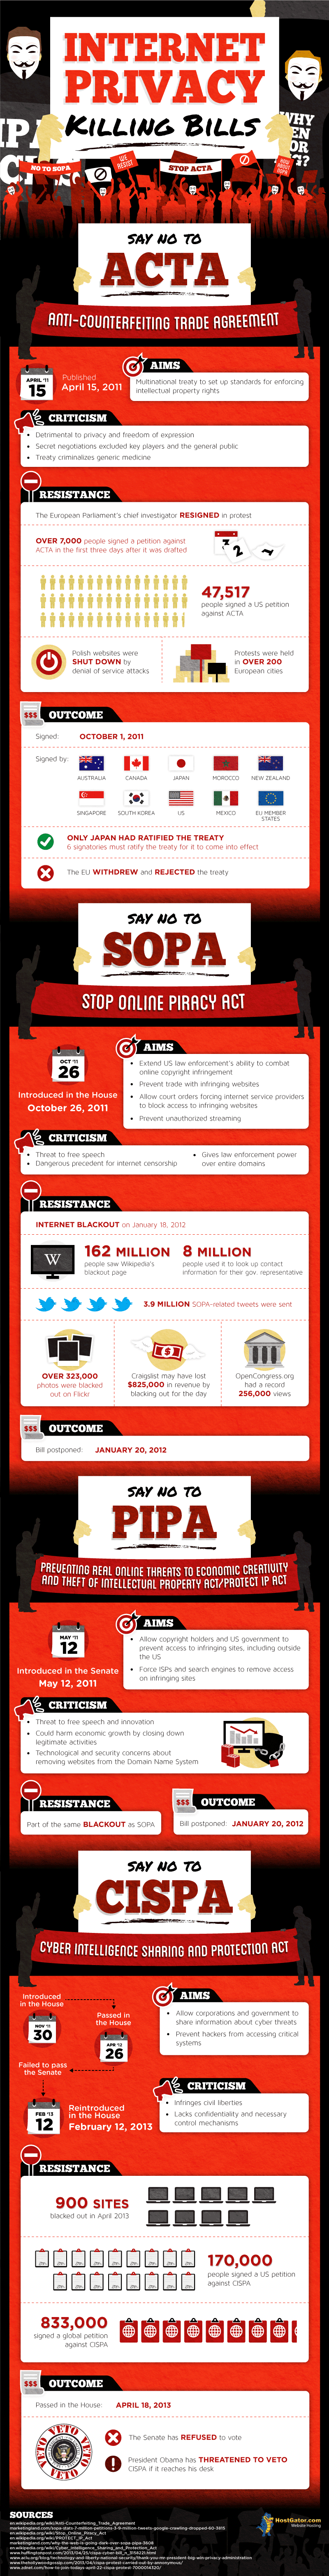 INTERNET
PRIVACY
KILLING BILLS
NO TO SOPA
WE
RESIST
STOP ACTA
SAY NO TO
ACTA
ANTI-COUNTERFEITING TRADE AGREEMENT
APRIL '11
15
Published
April 15, 2011
AIMS
Multinational treaty to set up standards for enforcing
intellectual property rights
CRITICISM
Detrimental to privacy and freedom of expression
Secret negotiations excluded key players and the general public
Treaty criminalizes generic medicine
RESISTANCE
The European Parliament's chief investigator RESIGNED in protest
OVER 7,000 people signed a petition against
ACTA in the first three days after it was drafted
3 2 1
47,517
people signed a US petition
against ACTA
Polish websites were
SHUT DOWN by
denial of service attacks
Protests were held
in OVER 200
European cities
$$$
OUTCOME
Signed: OCTOBER 1, 2011
Signed by:
AUSTRALIA CANADA JAPAN MOROCCO NEW ZEALAND
SINGAPORE SOUTH KOREA US MEXICO EU MEMBER
STATES
ONLY JAPAN HAD RATIFIED THE TREATY
6 signatories must ratify the treaty for it to come into effect
The EU WITHDREW and REJECTED the treaty
SAY NO TO
SOPA
STOP ONLINE PIRACY ACT
OCT '11
26
Introduced in the House
October 26, 2011
AIMS
Extend US law enforcement's ability to combat
online copyright infringement
Prevent trade with infringing websites
Allow court orders forcing internet service providers
to block access to infringing websites
Prevent unauthorized streaming
CRITICISM
Threat to free speech
Dangerous precedent for internet censorship
Gives law enforcement power
over entire domains
RESISTANCE
INTERNET BLACKOUT on January 18, 2012
W
162 MILLION
people saw Wikipedia's
blackout page
8 MILLION
people used it to look up contact
information for their gov. representative
3.9 MILLION SOPA-related tweets were sent
OVER 323,000
photos were blacked
out on Flickr
Craigslist may have lost
$825,000 in revenue by
blacking out for the day
OpenCongress.org
had a record
256,000 views
$$$
OUTCOME
Bill postponed: JANUARY 20, 2012
SAY NO TO
PIPA
PREVENTING REAL ONLINE THREATS TO ECONOMIC CREATIVITY
AND THEFT OF INTELLECTUAL PROPERTY ACT/PROTECT IP ACT
MAY '11
12
Introduced in the Senate
May 12, 2011
AIMS
Allow copyright holders and US government to
prevent access to infringing sites, including outside
the US
Force ISPs and search engines to remove access
on infringing sites
CRITICISM
Threat to free speech and innovation
Could harm economic growth by closing down
legitimate activities
Technological and security concerns about
removing websites from the Domain Name System
RESISTANCE
Part of the same BLACKOUT as SOPA
$$$
OUTCOME
Bill postponed: JANUARY 20, 2012
SAY NO TO
CISPA
CYBER INTELLIGENCE SHARING AND PROTECTION ACT
Introduced
in the House
NOV '11
30
Passed in
the House
APR '12
26
Failed to pass
the Senate
FEB '13
12
Reintroduced
in the House
February 12, 2013
AIMS
Allow corporations and government to
share information about cyber threats
Prevent hackers from accessing critical
systems
CRITICISM
Infringes civil liberties
Lacks confidentiality and necessary
control mechanisms
RESISTANCE
900 SITES
blacked out in April 2013
170,000
people signed a US petition
against CISPA
833,000
signed a global petition
against CISPA
$$$
OUTCOME
Passed in the House: APRIL 18, 2013
VETO VETO VETO
The Senate has REFUSED to vote
President Obama has THREATENED TO VETO
CISPA if it reaches his desk
SOURCES
en.wikipedia.org/wiki/Anti-Counterfeiting_Trade_Agreement
en.wikipedia.org/wiki/Stop_Online_Piracy_Act
en.wikipedia.org/wiki/PROTECT_IP_Act
en.wikipedia.org/wiki/Cyber_Intelligence_Sharing_and_Protection_Act
HostGator.com
Website Hosting